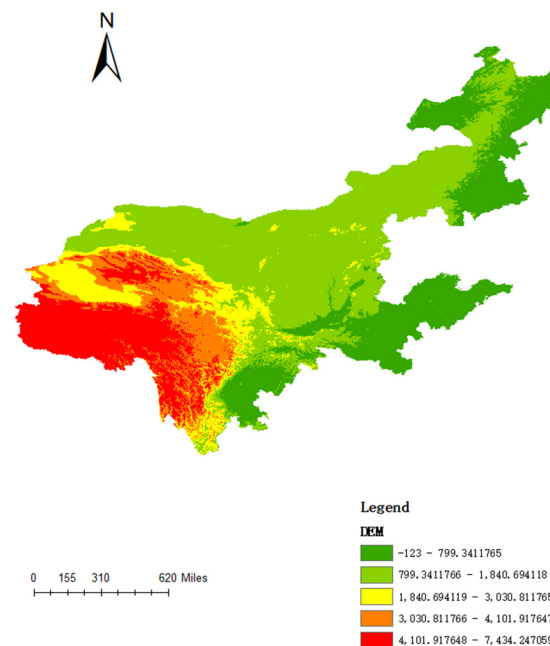 N
Legend
DEM
-123 - 799.3411765
799.3411766 - 1,840.694118
1,840.694119 - 3,030.811765
3,030.811766 - 4,101.917647
4,101.917648 - 7,434.247059
0 155 310 620 Miles